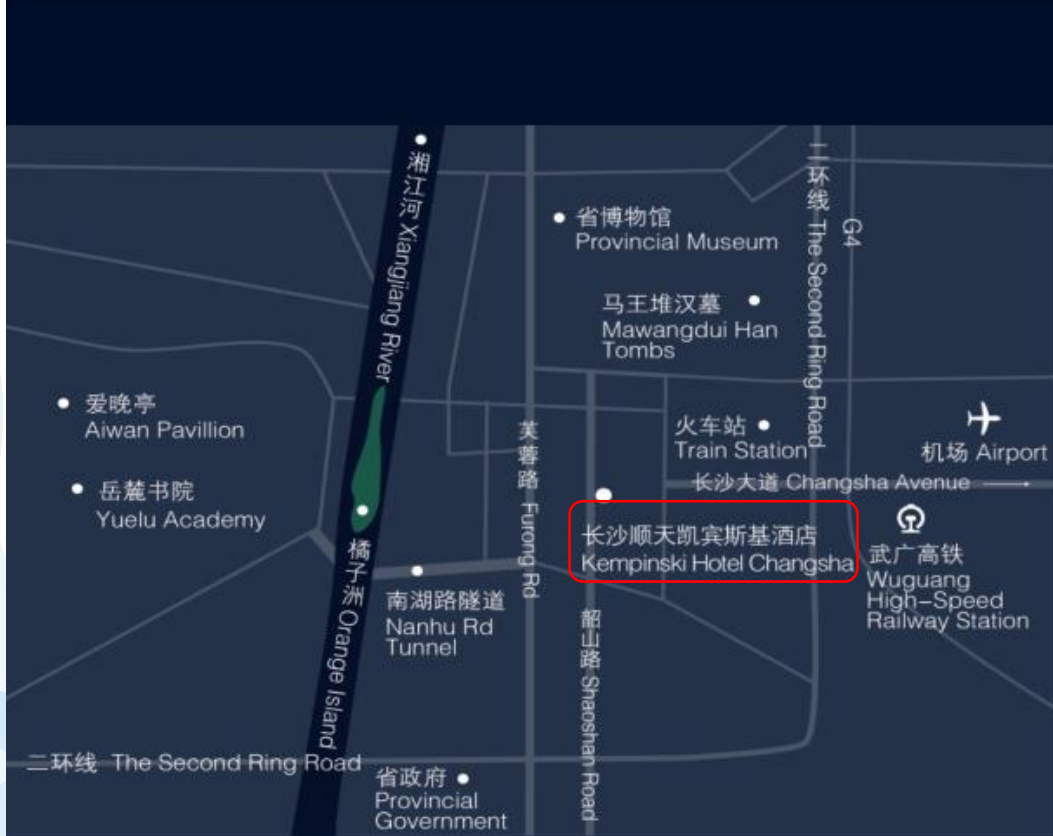 湘江河 Xiangjiang River
二环线 The Second Ring Road
G4
省博物馆
Provincial Museum
马王堆汉墓
Mawangdui Han
Tombs
爱晚亭
Aiwan Pavillion
芙蓉路 Furong Rd
火车站
Train Station
机场 Airport
长沙大道 Changsha Avenue
岳麓书院
Yuelu Academy
长沙顺天凯宾斯基酒店
Kempinski Hotel Changsha
武广高铁
Wuguang
High-Speed
Railway Station
橘子洲 Orange Island
南湖路隧道
Nanhu Rd
Tunnel
韶山路 Shaoshan Road
二环线 The Second Ring Road
省政府
Provincial
Government